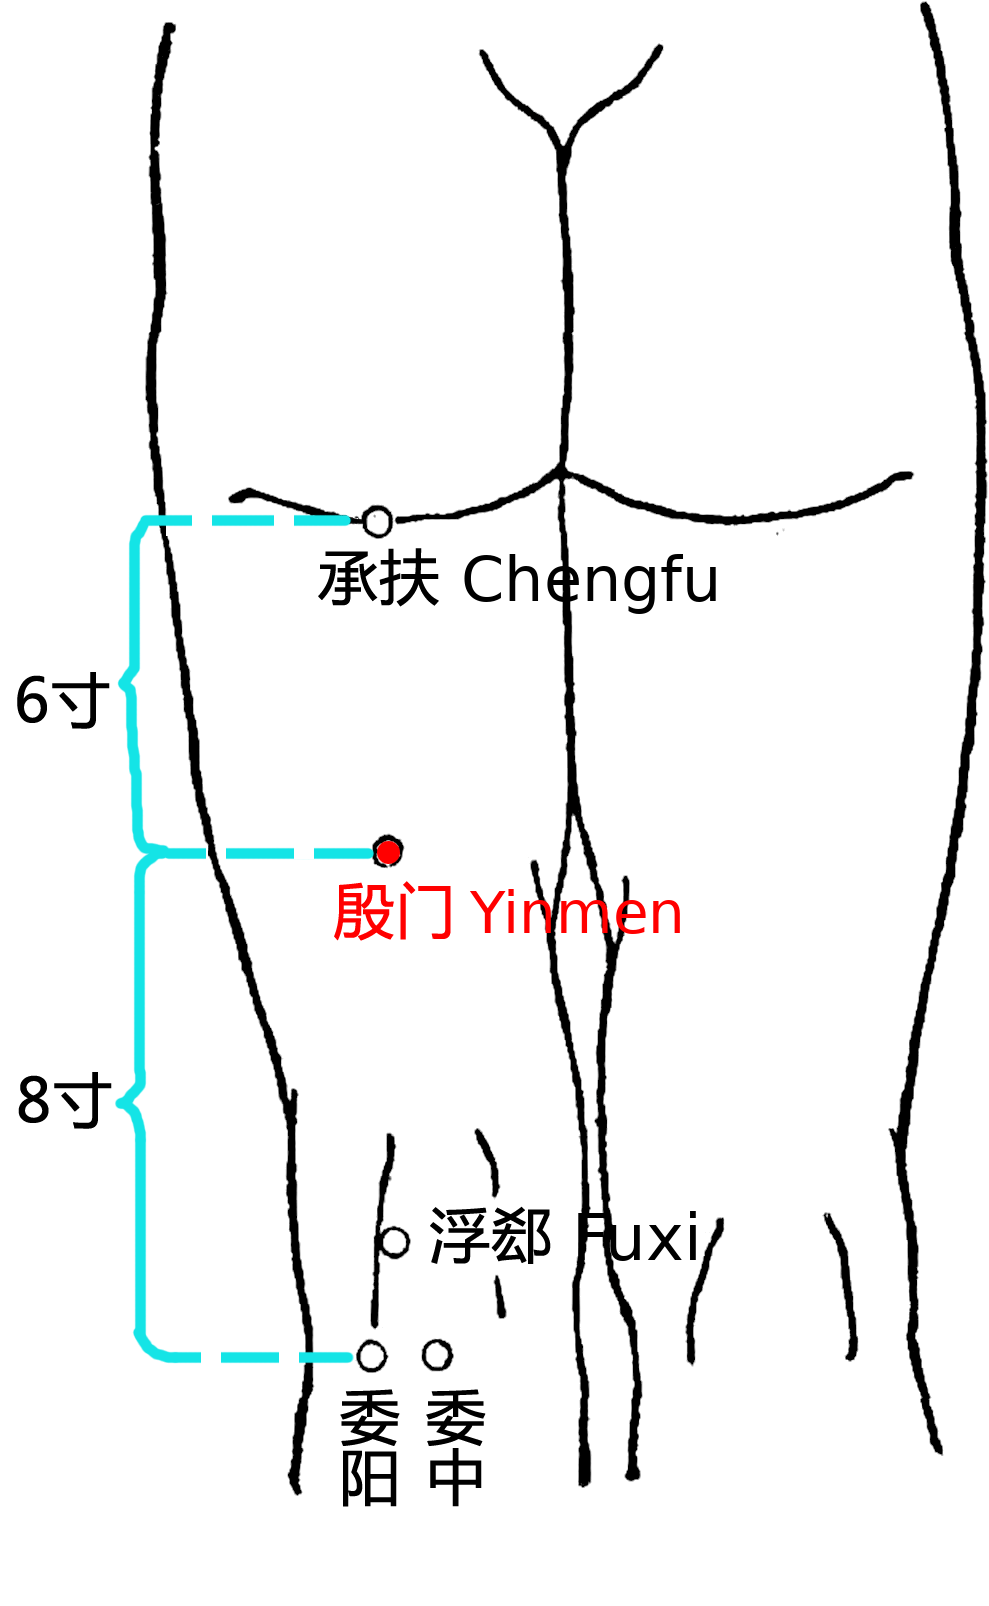 承扶 Chengfu
6寸
殷门 Yinmen
8寸
浮郄 Fuxi
委阳
委中